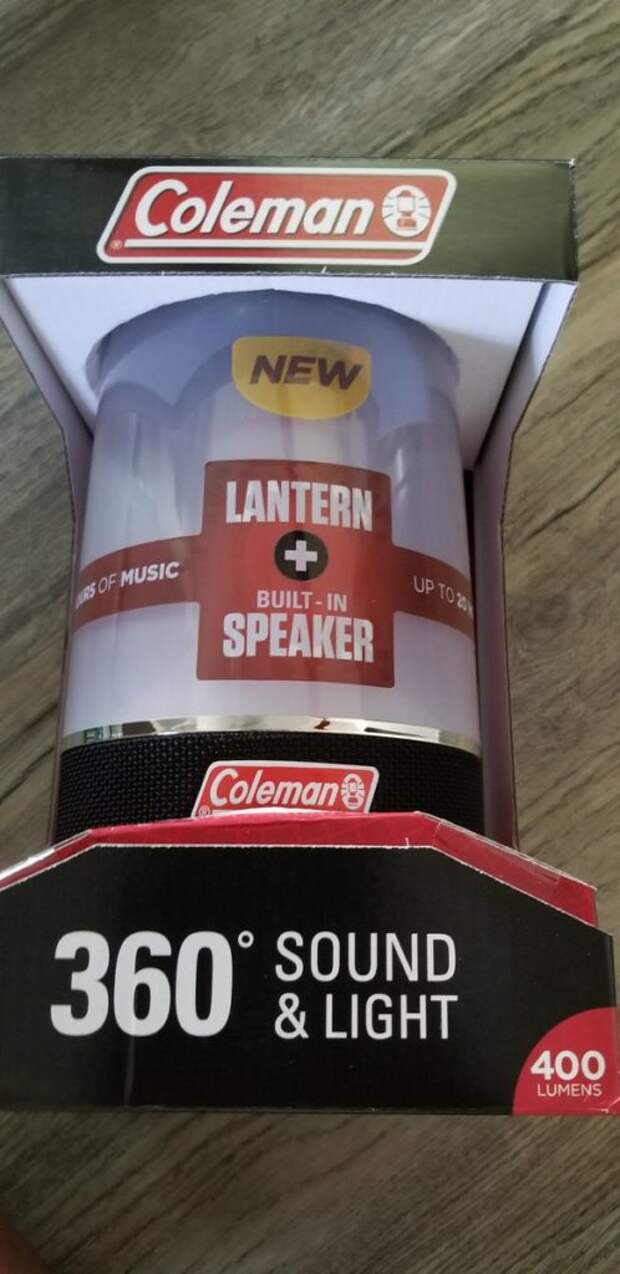 Coleman
NEW
LANTERN
+
BUILT-IN
SPEAKER
OF MUSIC
UP TO
Coleman
360° SOUND
& LIGHT
400
LUMENS